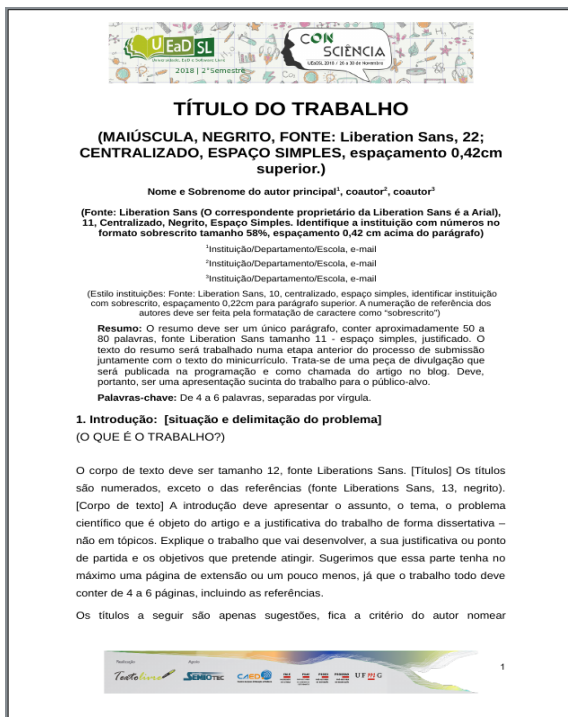 UEaD SL
Universidade, EaD e Software Livre
2018 | 2°Semestre
CON
SCIÊNCIA
UEaDSL 2018 / 26 a 30 de Novembro
TÍTULO DO TRABALHO
(MAIÚSCULA, NEGRITO, FONTE: Liberation Sans, 22;
CENTRALIZADO, ESPAÇO SIMPLES, espaçamento 0,42cm
superior.)
Nome e Sobrenome do autor principal¹, coautor², coautor³
(Fonte: Liberation Sans (O correspondente proprietário da Liberation Sans é a Arial),
11, Centralizado, Negrito, Espaço Simples. Identifique a instituição com números no
formato sobrescrito tamanho 58%, espaçamento 0,42 cm acima do parágrafo)
¹Instituição/Departamento/Escola, e-mail
²Instituição/Departamento/Escola, e-mail
³Instituição/Departamento/Escola, e-mail
(Estilo instituições: Fonte: Liberation Sans, 10, centralizado, espaço simples, identificar instituição
com sobrescrito, espaçamento 0,22cm para parágrafo superior. A numeração de referência dos
autores deve ser feita pela formatação de caractere como “sobrescrito”)
Resumo: O resumo deve ser um único parágrafo, conter aproximadamente 50 a
80 palavras, fonte Liberation Sans tamanho 11 - espaço simples, justificado. O
texto do resumo será trabalhado numa etapa anterior do processo de submissão
juntamente com o texto do minicurrículo. Trata-se de uma peça de divulgação que
será publicada na programação e como chamada do artigo no blog. Deve,
portanto, ser uma apresentação sucinta do trabalho para o público-alvo.
Palavras-chave: De 4 a 6 palavras, separadas por vírgula.
1. Introdução: [situação e delimitação do problema]
(O QUE É O TRABALHO?)
O corpo de texto deve ser tamanho 12, fonte Liberations Sans. [Títulos] Os títulos
são numerados, exceto o das referências (fonte Liberations Sans, 13, negrito).
[Corpo de texto] A introdução deve apresentar o assunto, o tema, o problema
científico que é objeto do artigo e a justificativa do trabalho de forma dissertativa –
não em tópicos. Explique o trabalho que vai desenvolver, a sua justificativa ou ponto
de partida e os objetivos que pretende atingir. Sugerimos que essa parte tenha no
máximo uma página de extensão ou um pouco menos, já que o trabalho todo deve
conter de 4 a 6 páginas, incluindo as referências.
Os títulos a seguir são apenas sugestões, fica a critério do autor nomear
Realização
Apoio
Textolivre
SEMIOTEC
CAED
UFMG
1